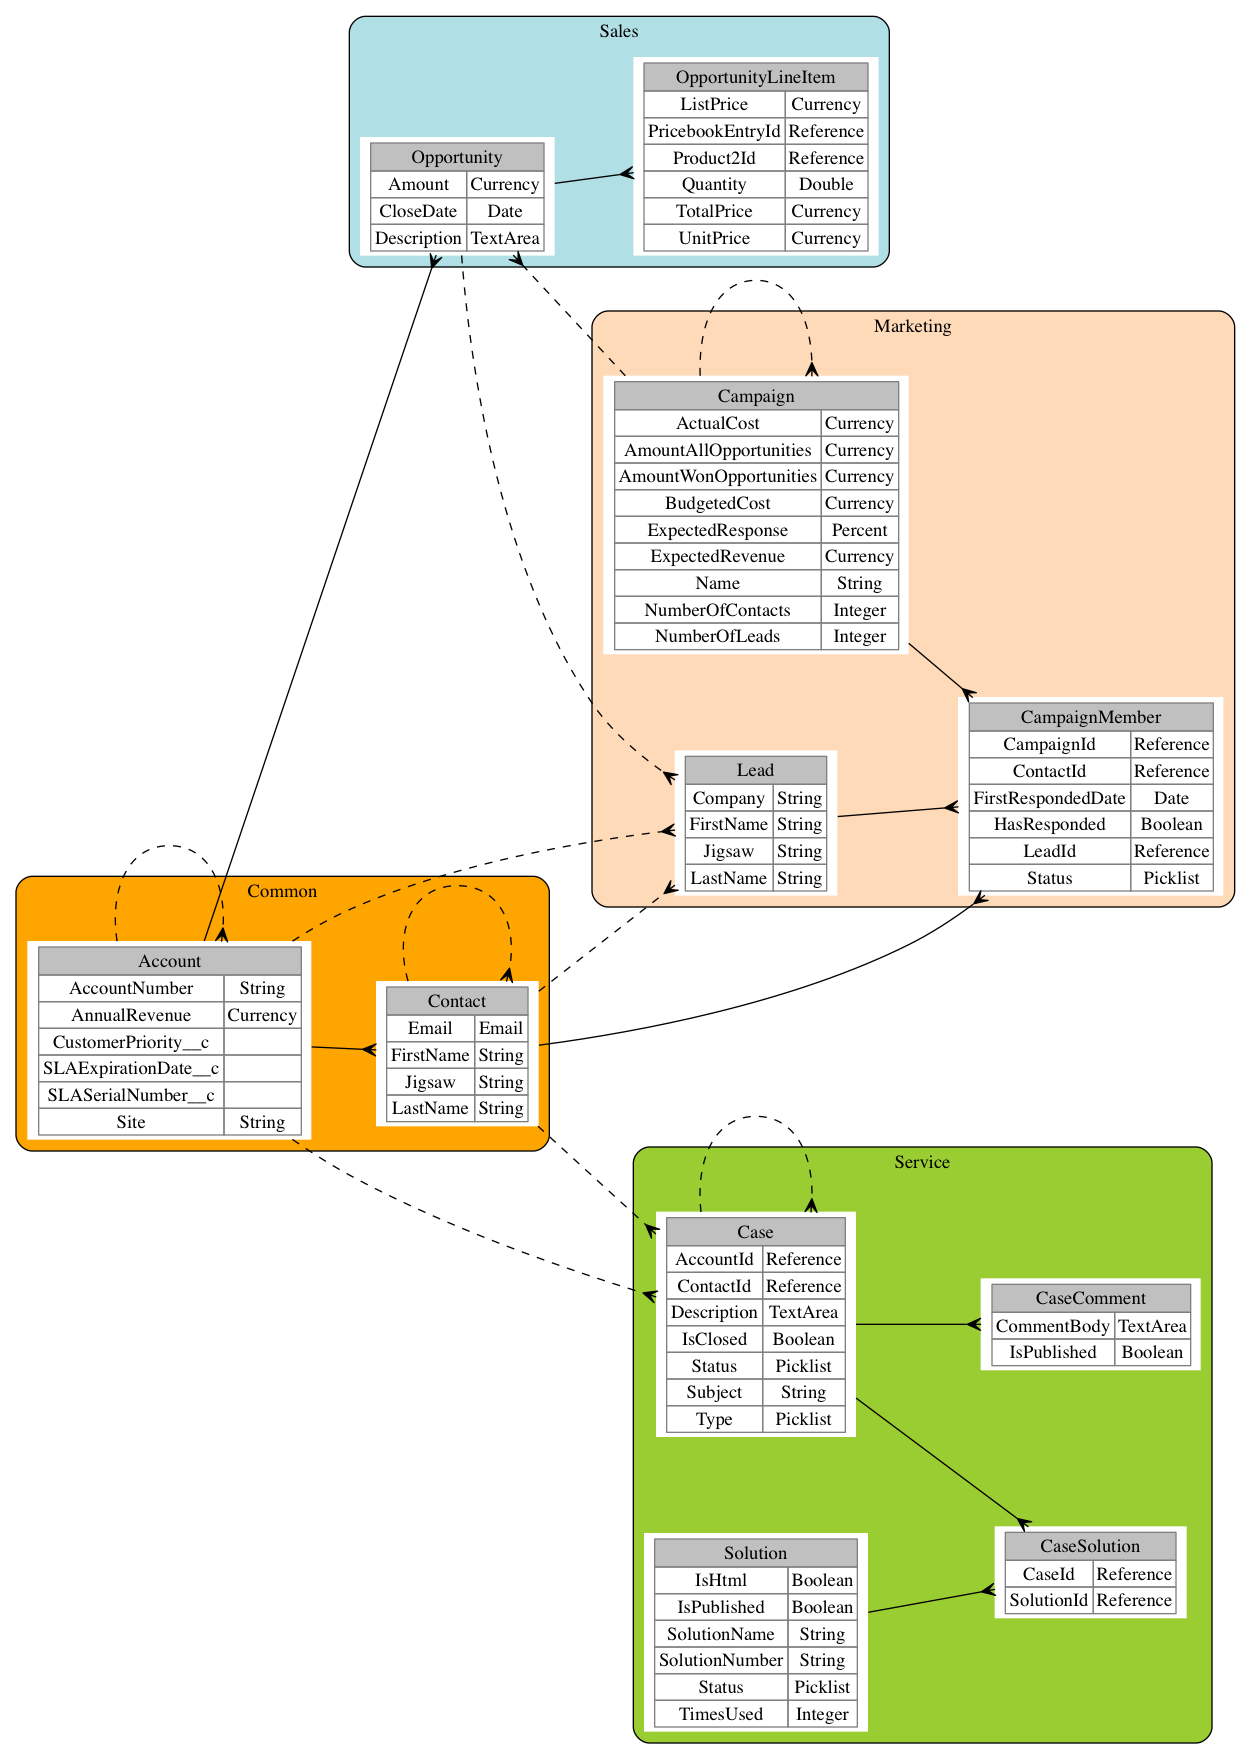 Sales
OpportunityLineItem
ListPrice Currency
PricebookEntryId Reference
Product2Id Reference
Quantity Double
TotalPrice Currency
UnitPrice Currency
Opportunity
Amount Currency
CloseDate Date
Description TextArea
Marketing
Campaign
ActualCost Currency
AmountAllOpportunities Currency
AmountWonOpportunities Currency
BudgetedCost Currency
ExpectedResponse Percent
ExpectedRevenue Currency
Name String
NumberOfContacts Integer
NumberOfLeads Integer
CampaignMember
CampaignId Reference
ContactId Reference
FirstRespondedDate Date
HasResponded Boolean
LeadId Reference
Status Picklist
Lead
Company String
FirstName String
Jigsaw String
LastName String
Common
Account
AccountNumber String
AnnualRevenue Currency
CustomerPriority__c
SLAExpirationDate__c
SLASerialNumber__c
Site String
Contact
Email Email
FirstName String
Jigsaw String
LastName String
Service
Case
AccountId Reference
ContactId Reference
Description TextArea
IsClosed Boolean
Status Picklist
Subject String
Type Picklist
CaseComment
CommentBody TextArea
IsPublished Boolean
CaseSolution
CaseId Reference
SolutionId Reference
Solution
IsHtml Boolean
IsPublished Boolean
SolutionName String
SolutionNumber String
Status Picklist
TimesUsed Integer